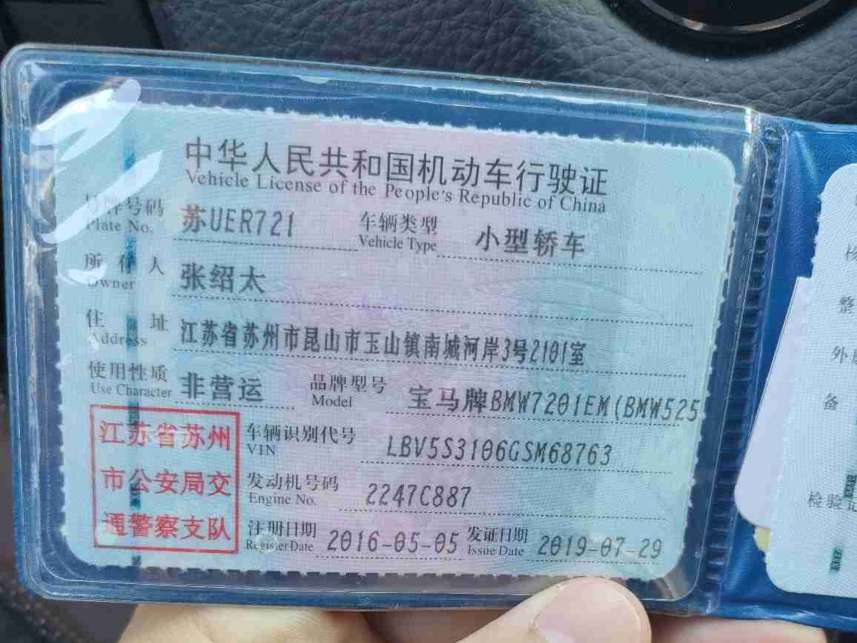 中华人民共和国机动车行驶证
Vehicle License of the People's Republic of China
号牌号码 苏UER721 车辆类型 小型轿车
Plate No. Vehicle Type
所有人 张绍太
Owner
住址 江苏省苏州市昆山市玉山镇南城河岸3号2101室
Address
使用性质 非营运 品牌型号 宝马牌BMW7201EM(BMW525
Use Character Model
江苏省苏州
市公安局交
通警察支队
车辆识别代号 LBV5S3106GSM68763
VIN
发动机号码 2247C887
Engine No.
注册日期 2016-05-05 发证日期 2019-07-29
Register Date Issue Date
整
外
备
检验